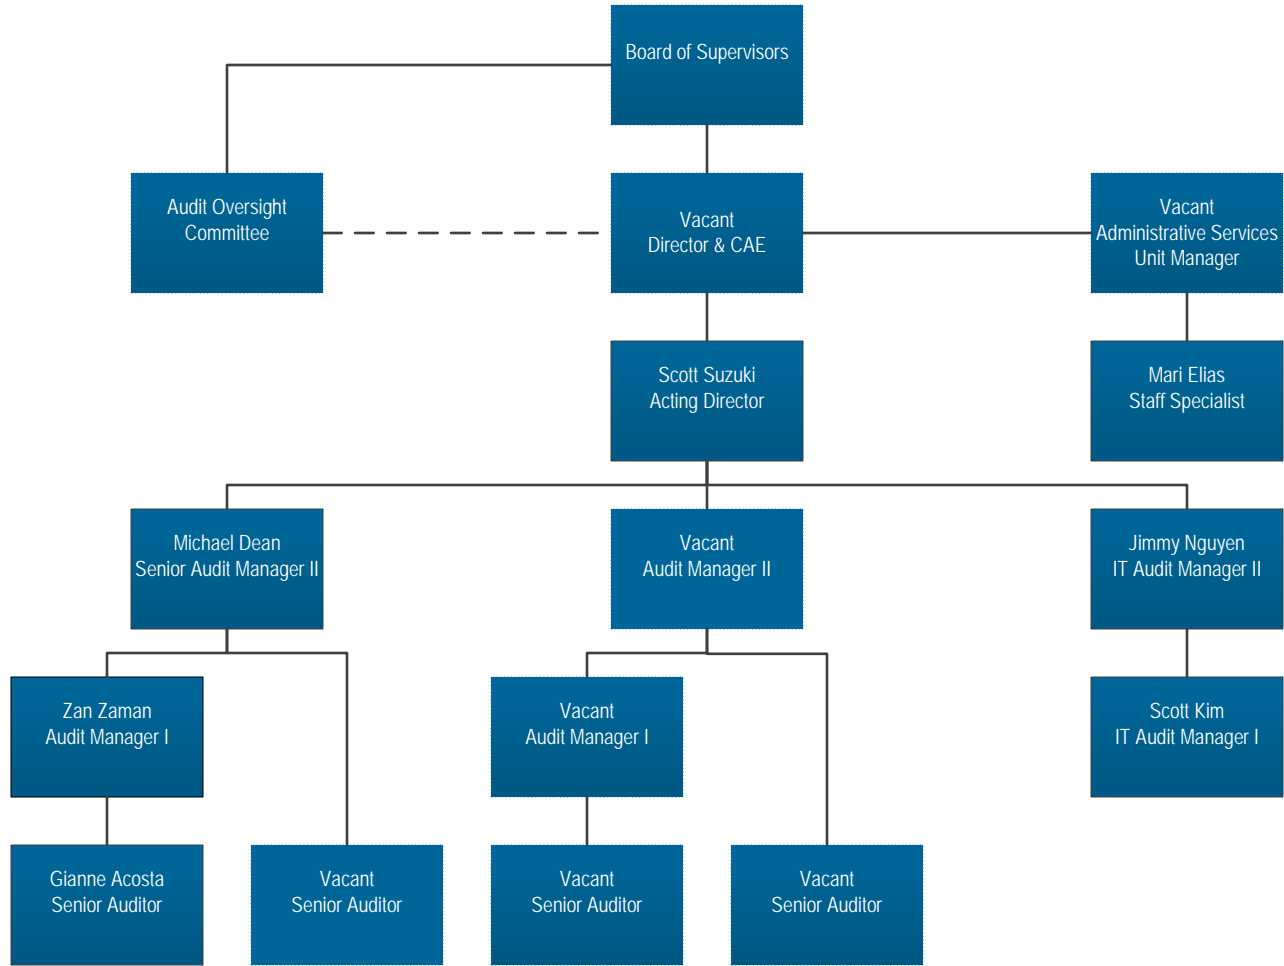 Board of Supervisors
Audit Oversight
Committee
Vacant
Director & CAE
Vacant
Administrative Services
Unit Manager
Scott Suzuki
Acting Director
Mari Elias
Staff Specialist
Michael Dean
Senior Audit Manager II
Vacant
Audit Manager II
Jimmy Nguyen
IT Audit Manager II
Zan Zaman
Audit Manager I
Vacant
Audit Manager I
Scott Kim
IT Audit Manager I
Gianne Acosta
Senior Auditor
Vacant
Senior Auditor
Vacant
Senior Auditor
Vacant
Senior Auditor